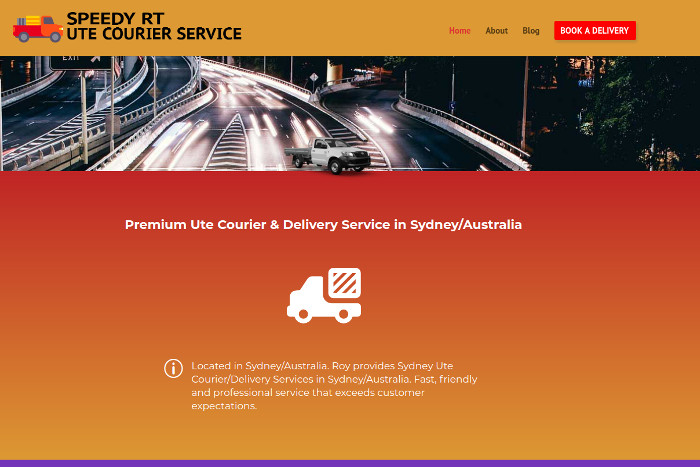 SPEEDY RT
UTE COURIER SERVICE
Home About Blog BOOK A DELIVERY
EXIT
Premium Ute Courier & Delivery Service in Sydney/Australia
Located in Sydney/Australia. Roy provides Sydney Ute
Courier/Delivery Services in Sydney/Australia. Fast, friendly
and professional service that exceeds customer
expectations.